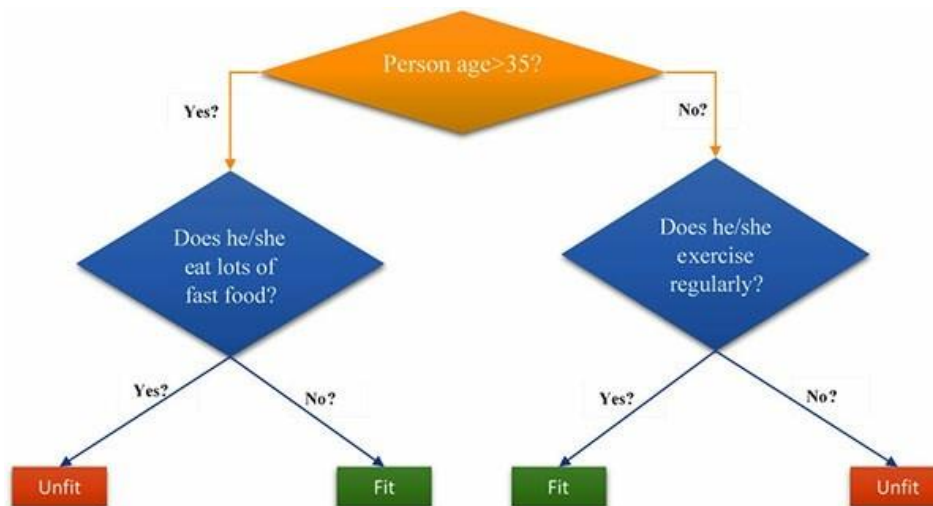 Person age>35?
Yes?
No?
Does he/she
eat lots of
fast food?
Does he/she
exercise
regularly?
Yes?
No?
Yes?
No?
Unfit
Fit
Fit
Unfit